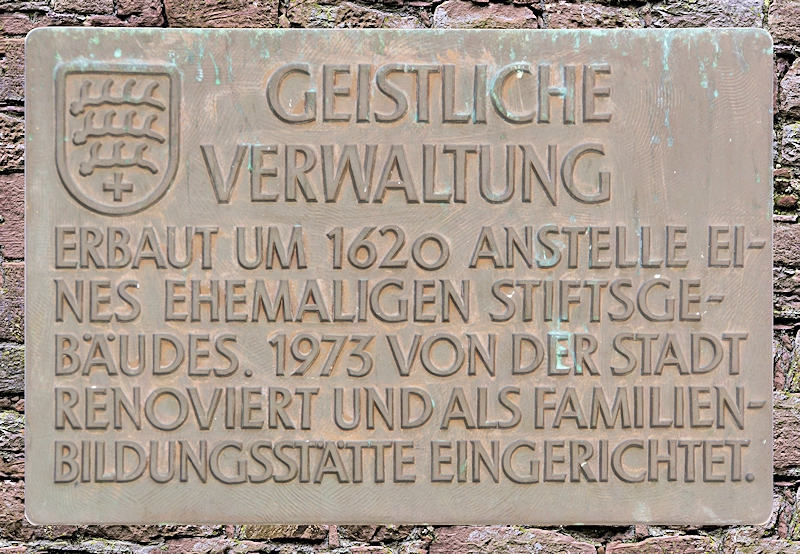 GEISTLICHE
VERWALTUNG
ERBAUT UM 1620 ANSTELLE EI-
NES EHEMALIGEN STIFTSGE-
BÄUDES. 1973 VON DER STADT
RENOVIERT UND ALS FAMILIEN-
BILDUNGSSTÄTTE EINGERICHTET.